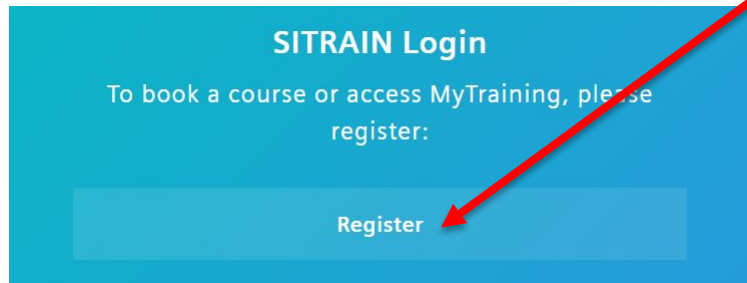 SITRAIN Login
To book a course or access MyTraining, please
register:
Register